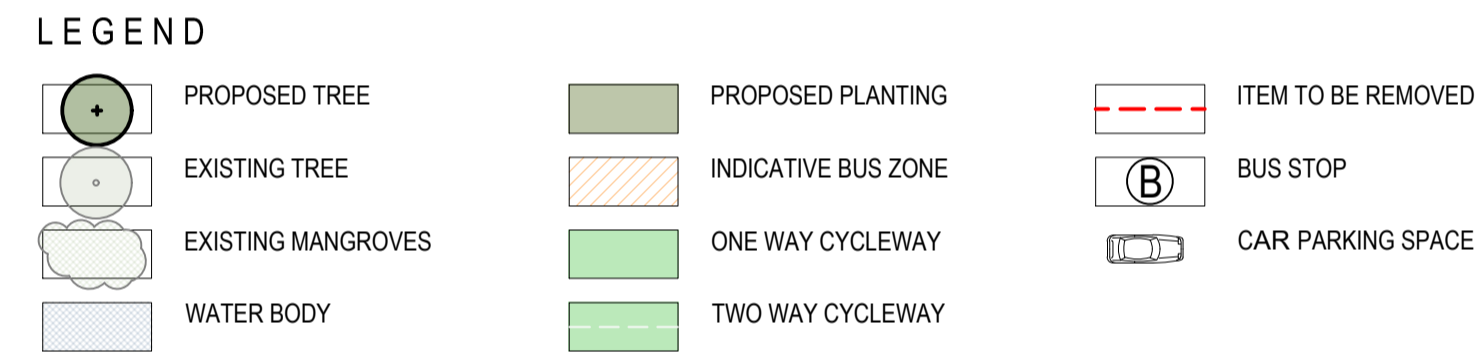 LEGEND
PROPOSED TREE
EXISTING TREE
EXISTING MANGROVES
WATER BODY
PROPOSED PLANTING
INDICATIVE BUS ZONE
ONE WAY CYCLEWAY
TWO WAY CYCLEWAY
ITEM TO BE REMOVED
B
BUS STOP
CAR PARKING SPACE